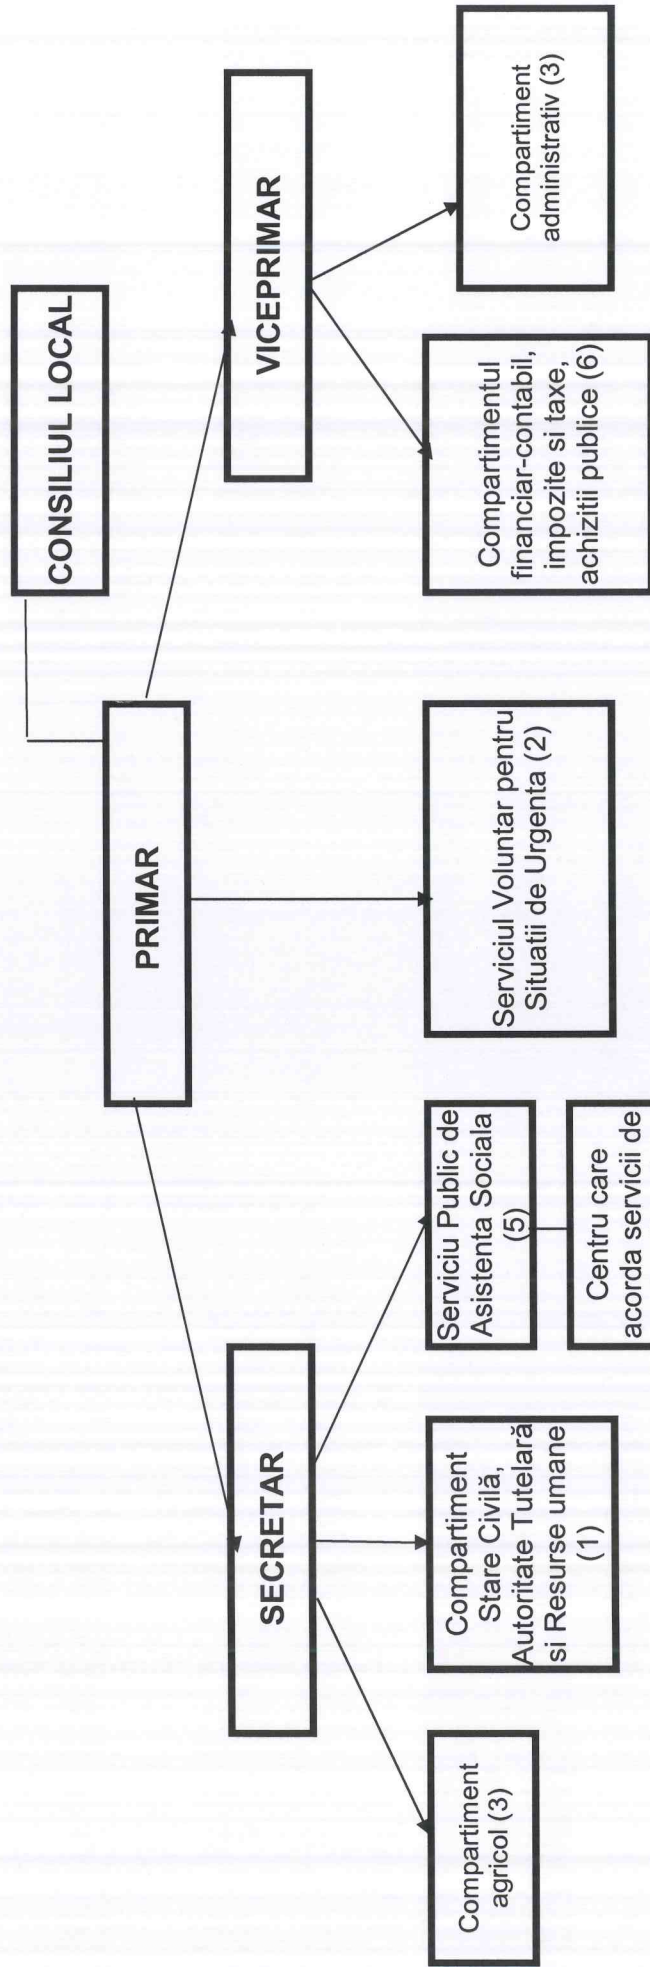 CONSILIUL LOCAL
PRIMAR
SECRETAR
VICEPRIMAR
Compartiment
agricol (3)
Compartiment
Stare Civilă,
Autoritate Tutelară
si Resurse umane
(1)
Serviciu Public de
Asistenta Sociala
(5)
Centru care
acorda servicii de
Serviciul Voluntar pentru
Situatii de Urgenta (2)
Compartimentul
financiar-contabil,
impozite si taxe,
achizitii publice (6)
Compartiment
administrativ (3)